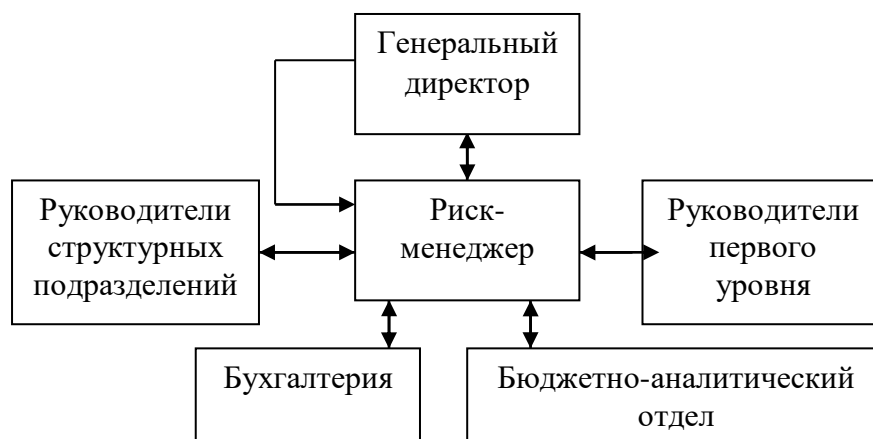 Генеральный
директор
Руководители
структурных
подразделений
Риск-
менеджер
Руководители
первого
уровня
Бухгалтерия
Бюджетно-аналитический
отдел